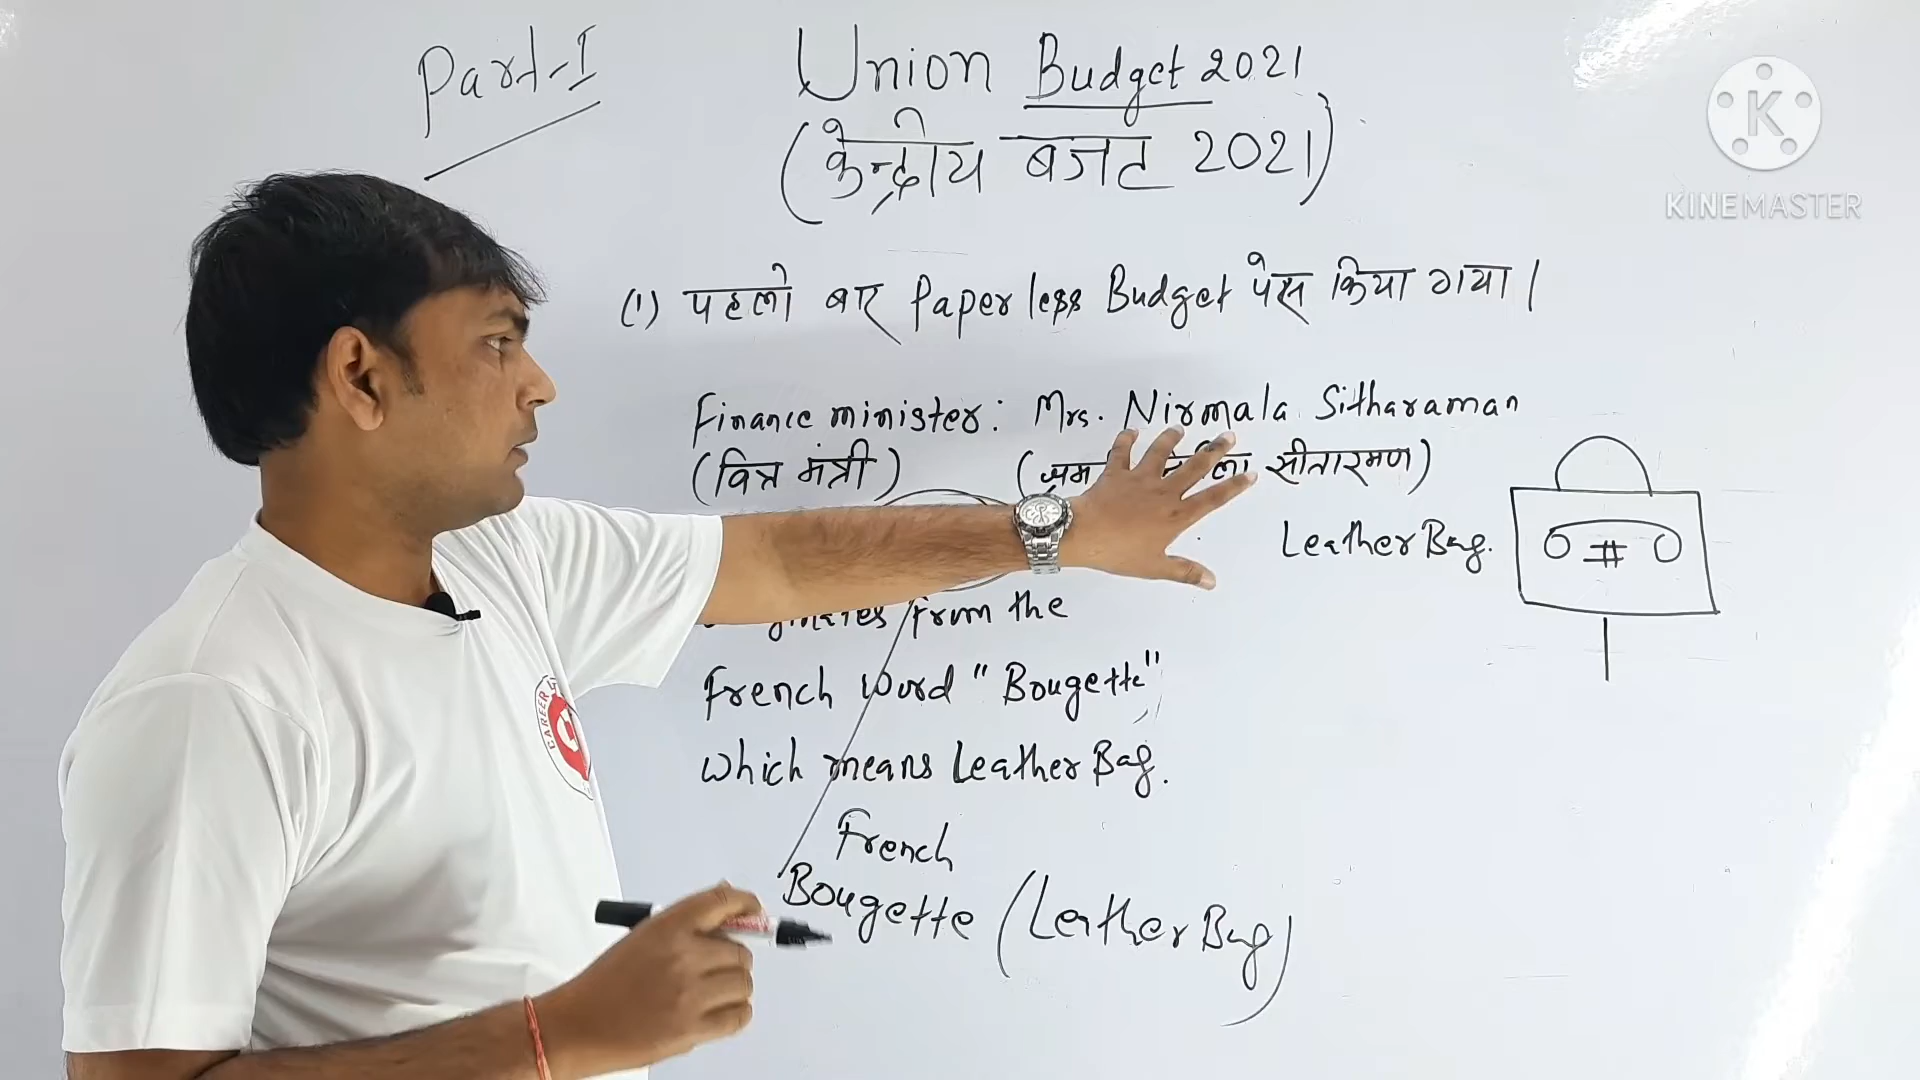 Part-I
Union Budget 2021
(केन्द्रीय बजट 2021)
(1) पहली बार Paperless Budget पेस किया गया।
Finance minister: Mrs. Nirmala Sitharaman
(वित्त मंत्री) सीतारमण)
Leather Bag.
from the
French word "Bougette"
which means Leather Bag.
French
Bougette (Leather Bag)
KINEMASTER
CAREER